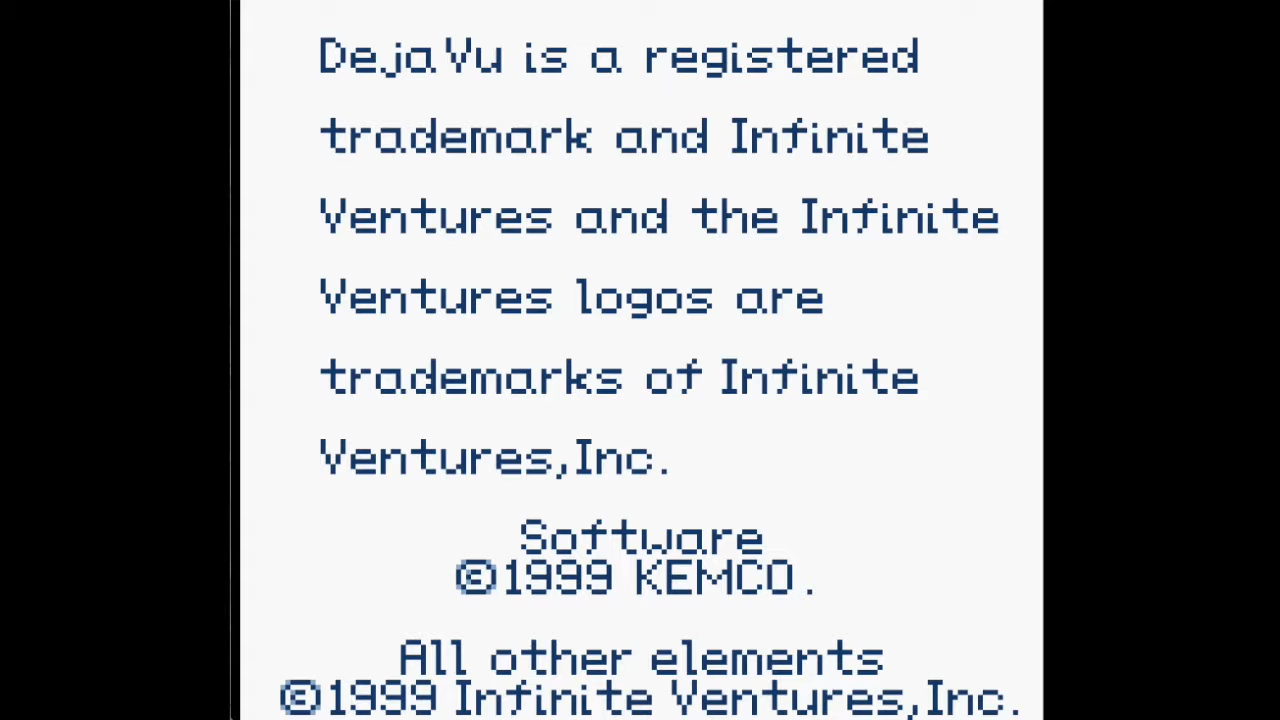 DejaVu is a registered
trademark and Infinite
Ventures and the Infinite
Ventures logos are
trademarks of Infinite
Ventures,Inc.
Software
©1999 KEMCO.
All other elements
©1999 Infinite Ventures,Inc.